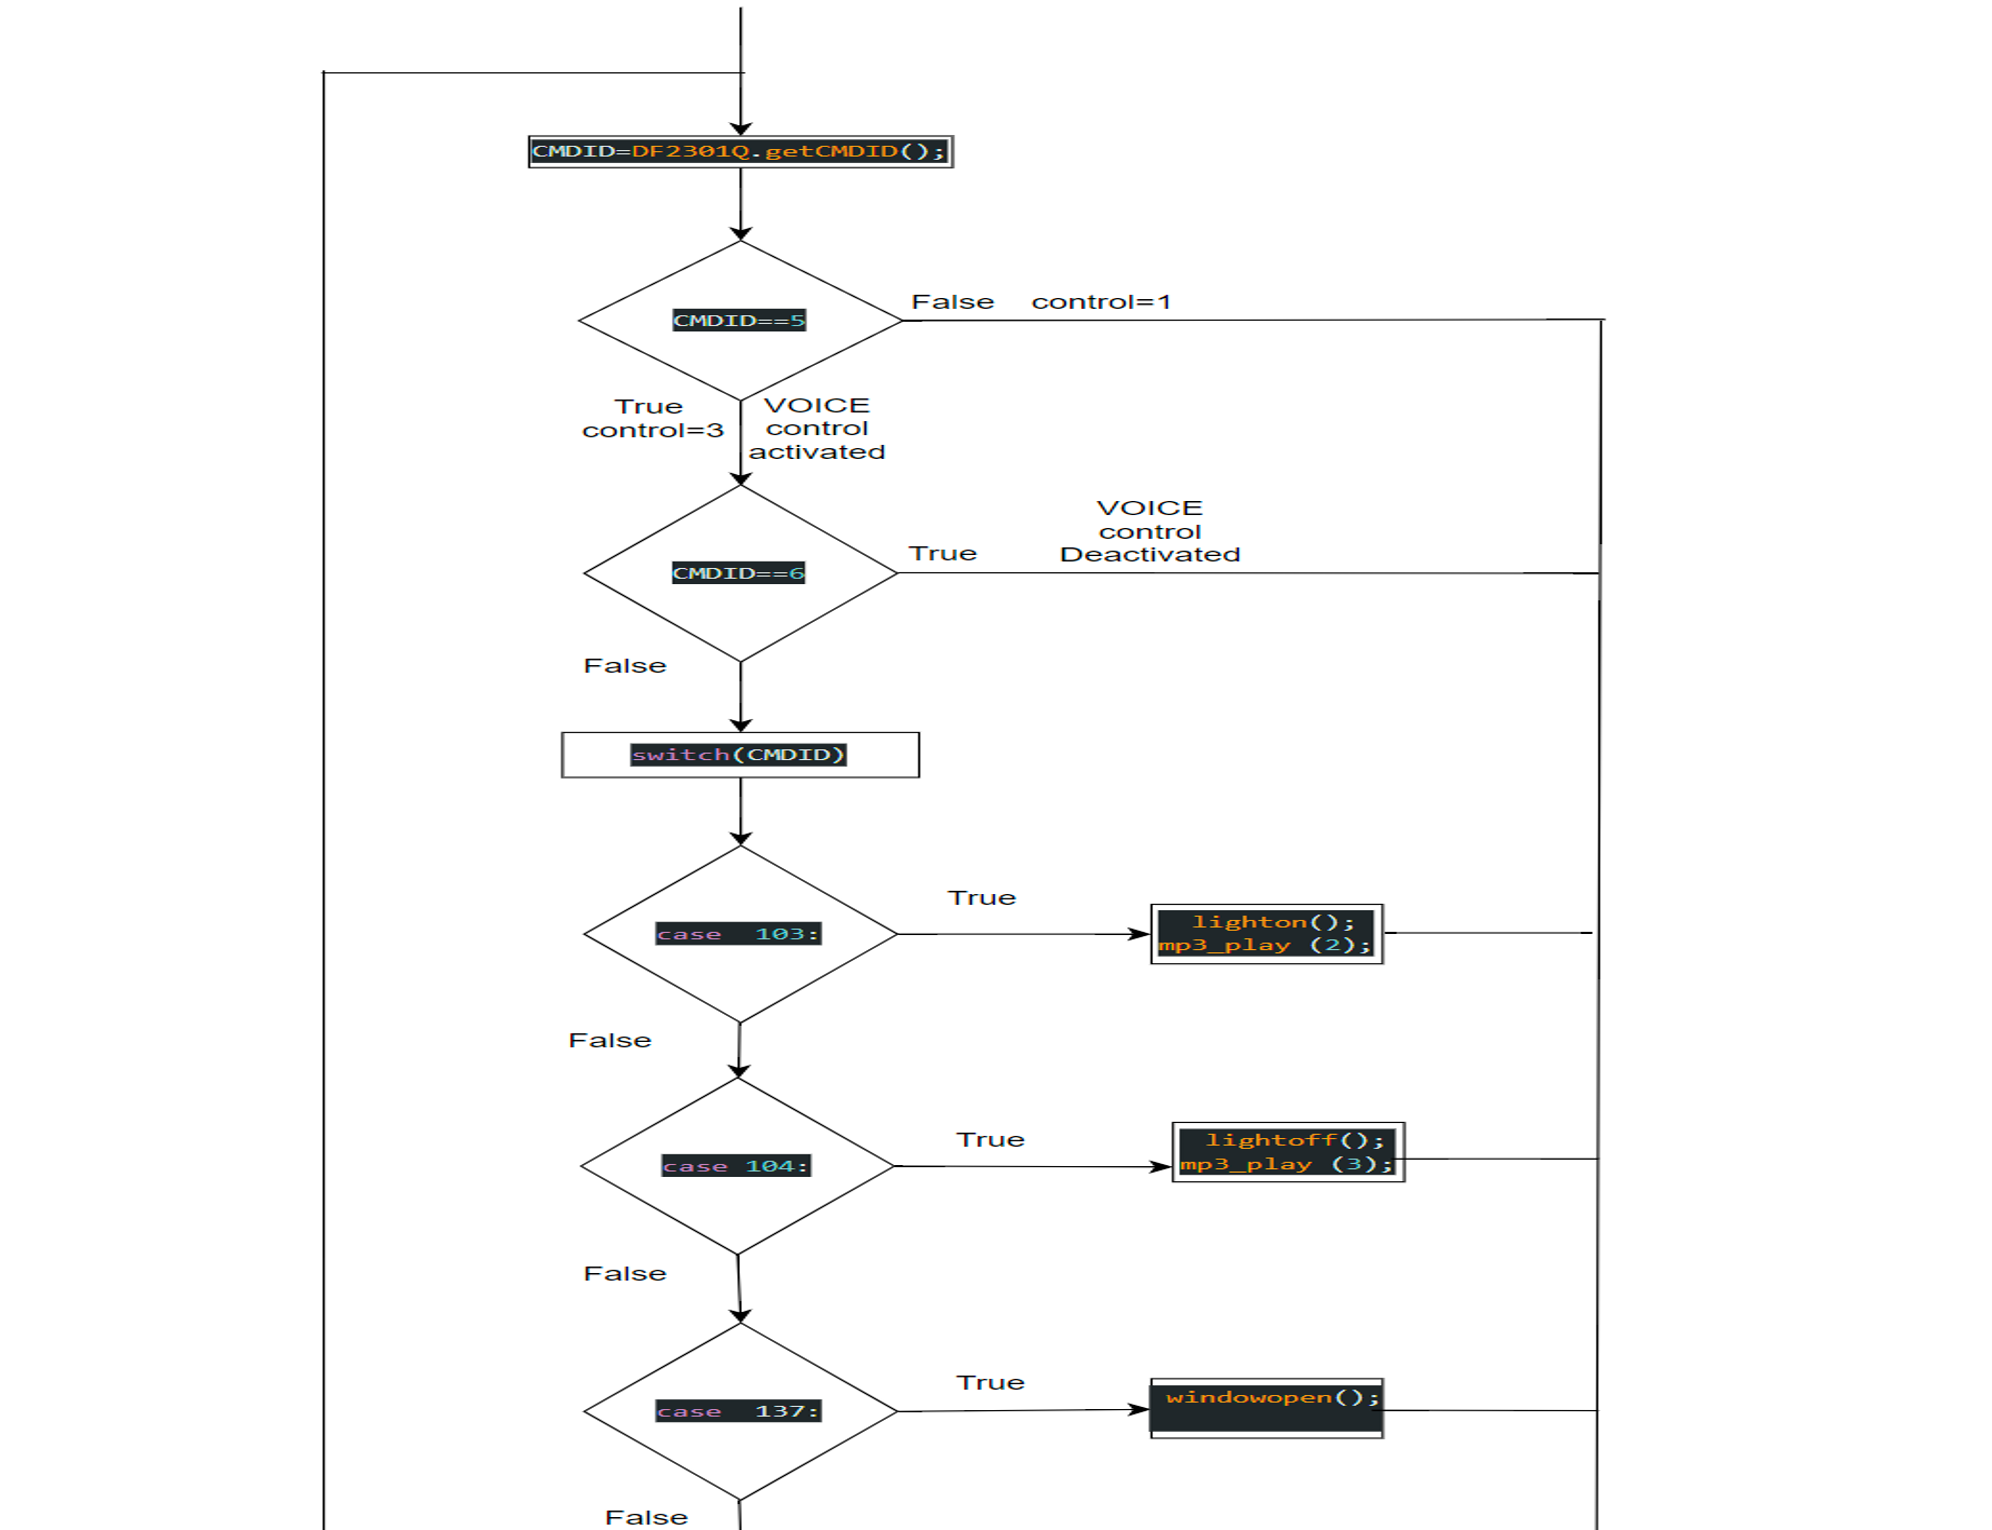 CMDID=DF2301Q.getCMDID();
CMDID==5
False control=1
True
control=3
VOICE
control
activated
CMDID==6
True
VOICE
control
Deactivated
False
switch(CMDID)
case 103:
True
lighton();
mp3_play (2);
False
case 104:
True
lightoff();
mp3_play (3);
False
case 137:
True
windowopen();
False